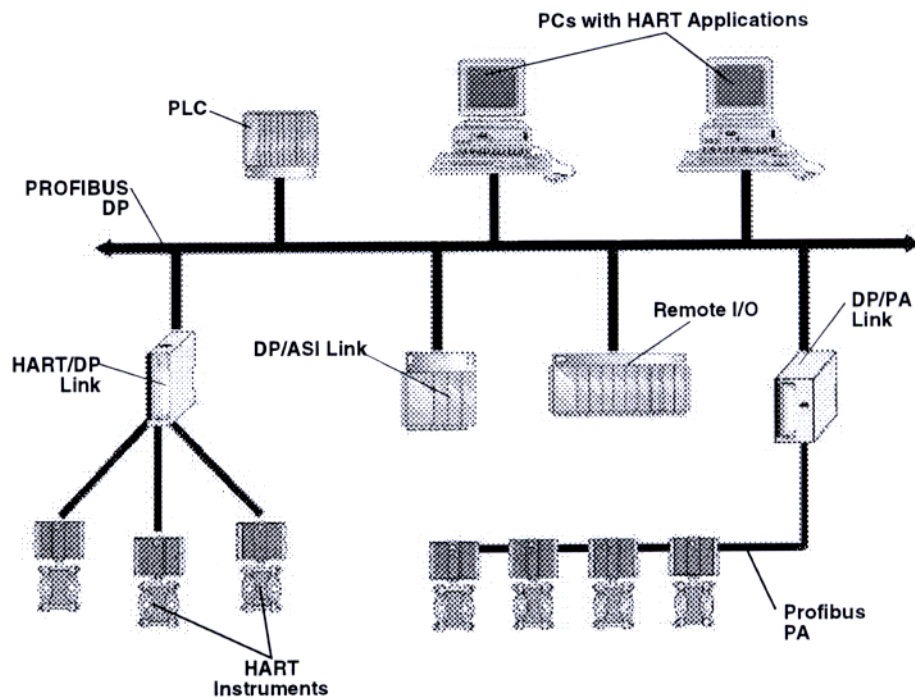 PCs with HART Applications
PLC
PROFIBUS
DP
DP/PA
Link
Remote I/O
DP/ASI Link
HART/DP
Link
Profibus
PA
HART
Instruments